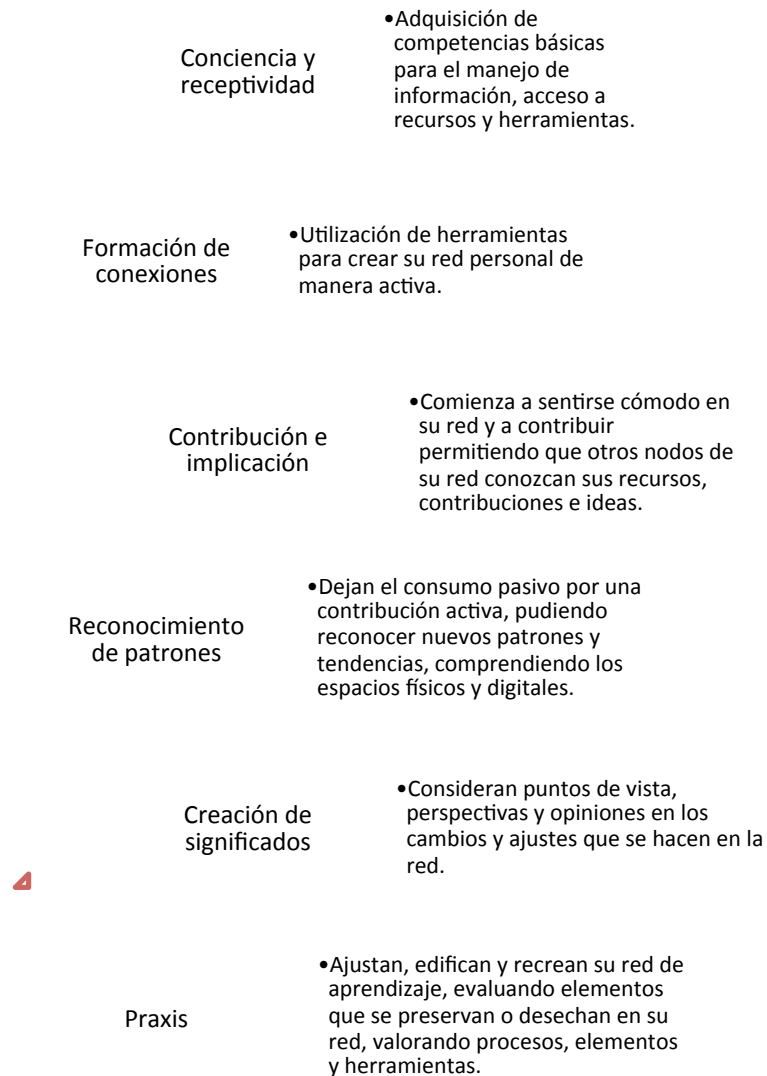 Conciencia y
receptividad
•Adquisición de
competencias básicas
para el manejo de
información, acceso a
recursos y herramientas.
Formación de
conexiones
•Utilización de herramientas
para crear su red personal de
manera activa.
Contribución e
implicación
•Comienza a sentirse cómodo en
su red y a contribuir
permitiendo que otros nodos de
su red conozcan sus recursos,
contribuciones e ideas.
Reconocimiento
de patrones
•Dejan el consumo pasivo por una
contribución activa, pudiendo
reconocer nuevos patrones y
tendencias, comprendiendo los
espacios físicos y digitales.
Creación de
significados
•Consideran puntos de vista,
perspectivas y opiniones en los
cambios y ajustes que se hacen en la
red.
Praxis
•Ajustan, edifican y recrean su red de
aprendizaje, evaluando elementos
que se preservan o desechan en su
red, valorando procesos, elementos
y herramientas.